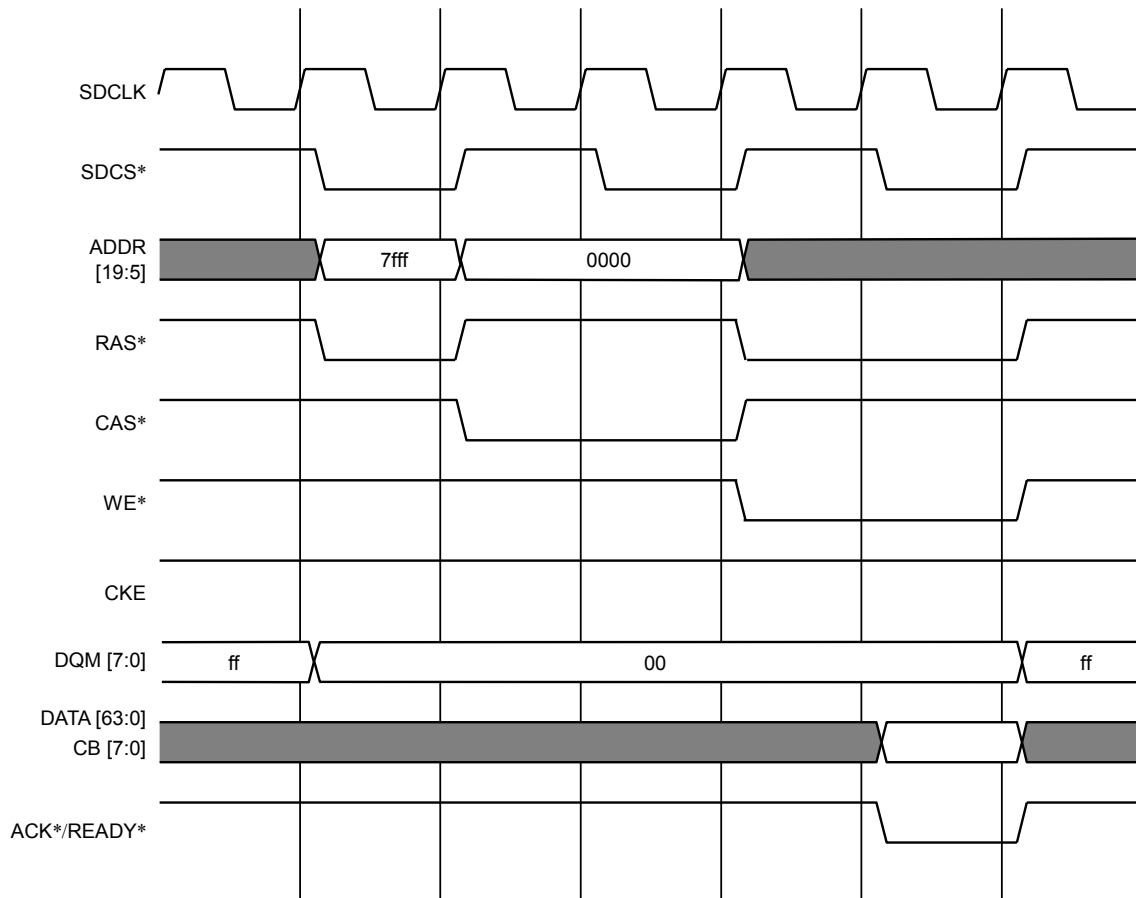 SDCLK
SDCS*
ADDR
[19:5]
7fff 0000
RAS*
CAS*
WE*
CKE
DQM [7:0] ff 00 ff
DATA [63:0]
CB [7:0]
ACK*/READY*